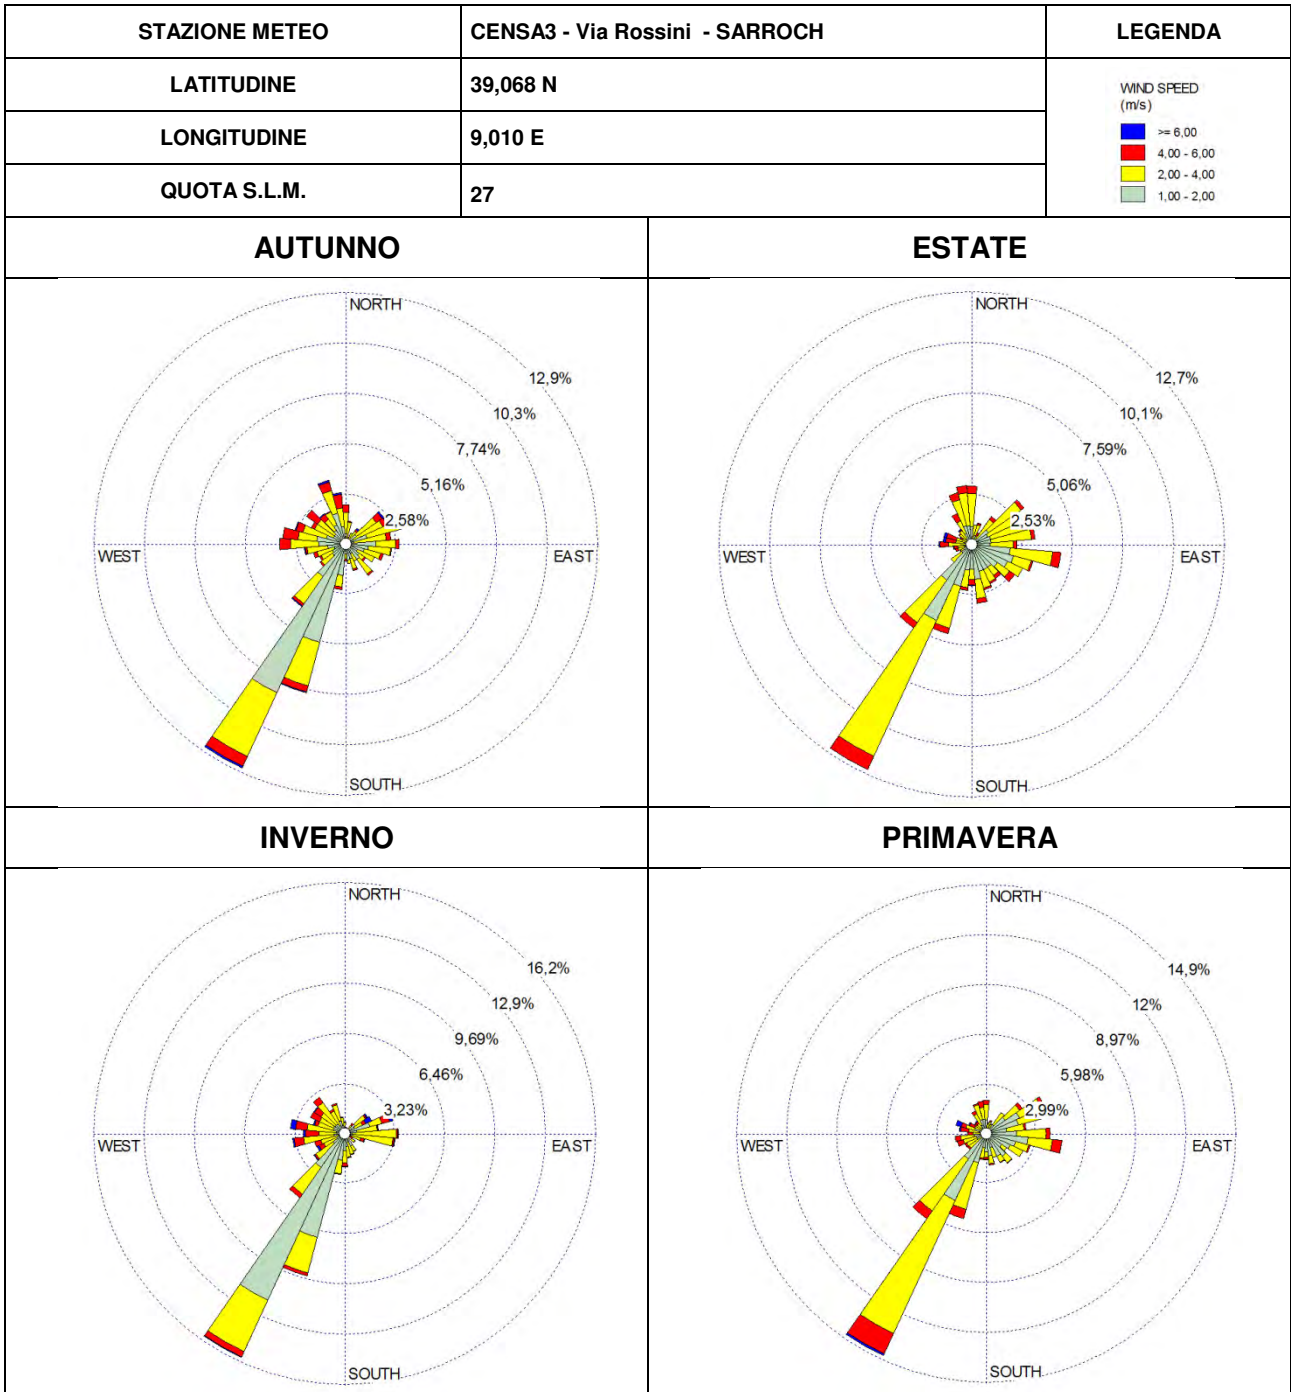 STAZIONE METEO
CENSA3 - Via Rossini - SARROCH
LEGENDA
LATITUDINE
39,068 N
LONGITUDINE
9,010 E
QUOTA S.L.M.
27
WIND SPEED
(m/s)
>= 6,00
4,00 - 6,00
2,00 - 4,00
1,00 - 2,00
AUTUNNO
ESTATE
NORTH
12,9%
10,3%
7,74%
5,16%
2,58%
WEST
EAST
SOUTH
NORTH
12,7%
10,1%
7,59%
5,06%
2,53%
WEST
EAST
SOUTH
INVERNO
PRIMAVERA
NORTH
16,2%
12,9%
9,69%
6,46%
3,23%
WEST
EAST
SOUTH
NORTH
14,9%
12%
8,97%
5,98%
2,99%
WEST
EAST
SOUTH